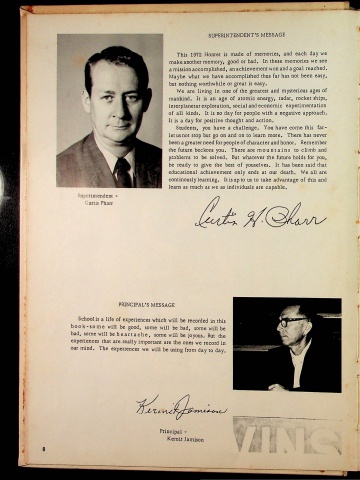 SUPERINTENDENT'S MESSAGE
This 1972 Hornet is made of memories, and each day we
make another memory, good or bad. In these memories we see
a mission accomplished, an achievement won and a goal reached.
Maybe what we have accomplished thus far has not been easy,
but nothing worthwhile or great is easy.
We are living in one of the greatest and mysterious ages of
mankind. It is an age of atomic energy, radar, rocket ships,
interplanetary exploration, social and economic experimentation
of all kinds. It is no day for people with a negative approach;
it is a day for positive thought and action.
Students, you have a challenge. You have come this far-
let us not stop but go on and on to learn more. There has never
been a greater need for people of character and honor. Remember
the future beckons you. There are mountains to climb and
problems to be solved. But whatever the future holds for you,
be ready to give the best of yourselves. It has been said that
educational achievement only ends at our death. We all are
continuously learning. It is up to us to take advantage of this and
learn as much as we as individuals are capable.
Superintendent -
Curtis Pharr
Curtis H. Pharr
PRINCIPAL'S MESSAGE
School is a life of experiences which will be recorded in this
book-some will be good, some will be bad, some will be
bad, some will be heartache, some will be joyous. But the
experiences that are really important are the ones we record in
our mind. The experiences we will be using from day to day.
Kermit Jamison
Principal -
Kermit Jamison
VINS
8